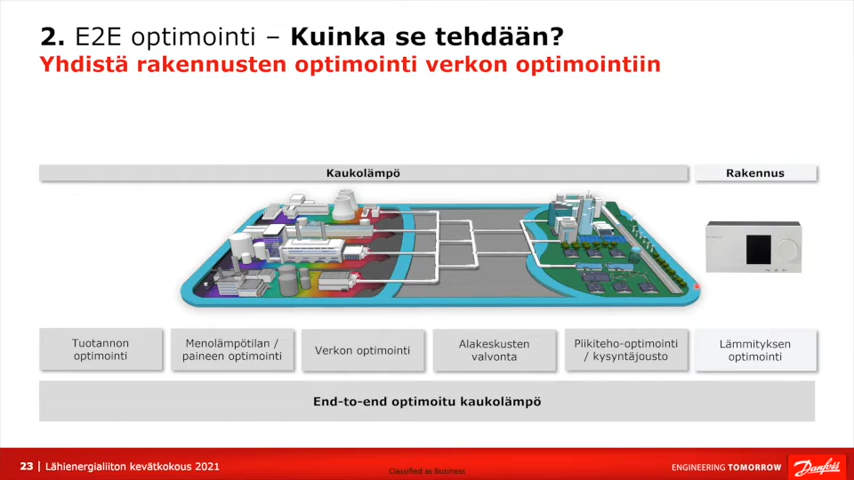 2. E2E optimointi – Kuinka se tehdään?
Yhdistä rakennusten optimointi verkon optimointiin
Kaukolämpö
Rakennus
Tuotannon
optimointi
Menolämpötilan /
paineen optimointi
Verkon optimointi
Alakeskusten
valvonta
Piikiteho-optimointi
/ kysyntäjousto
Lämmityksen
optimointi
End-to-end optimoitu kaukolämpö
23 | Lähienergialiiton kevätkokous 2021
Classified as Business
ENGINEERING TOMORROW
Danfoss